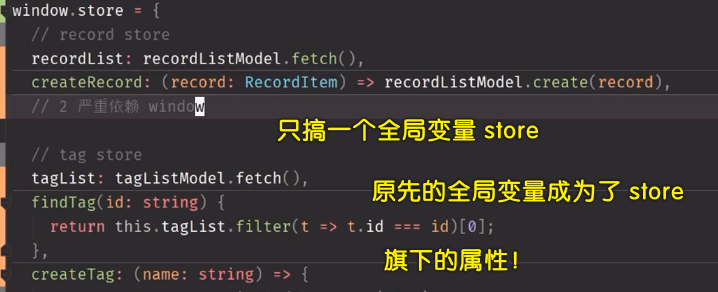 window.store = {
// record store
recordList: recordListModel.fetch(),
createRecord: (record: RecordItem) => recordListModel.create(record),
// 2 严重依赖 window
只搞一个全局变量 store
// tag store
tagList: tagListModel.fetch(),
原先的全局变量成为了 store
findTag(id: string) {
return this.tagList.filter(t => t.id === id)[0];
},
旗下的属性！
createTag: (name: string) => {